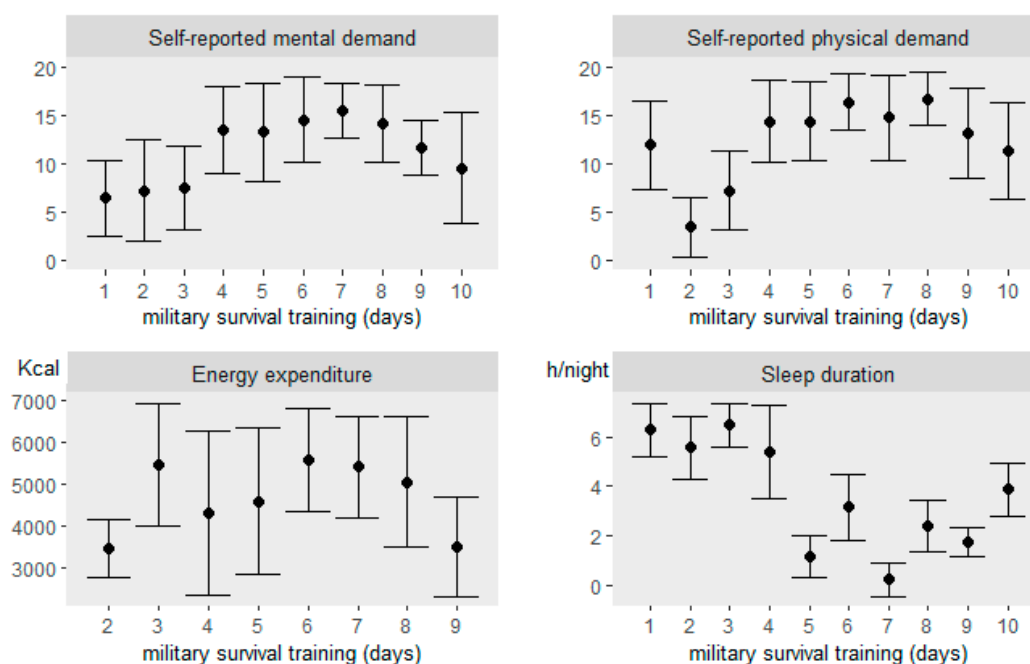 Self-reported mental demand
20
15
10
5
0
1 2 3 4 5 6 7 8 9 10
military survival training (days)
Self-reported physical demand
20
15
10
5
0
1 2 3 4 5 6 7 8 9 10
military survival training (days)
Kcal
Energy expenditure
7000
6000
5000
4000
3000
2 3 4 5 6 7 8 9
military survival training (days)
h/night
Sleep duration
6
4
2
0
1 2 3 4 5 6 7 8 9 10
military survival training (days)